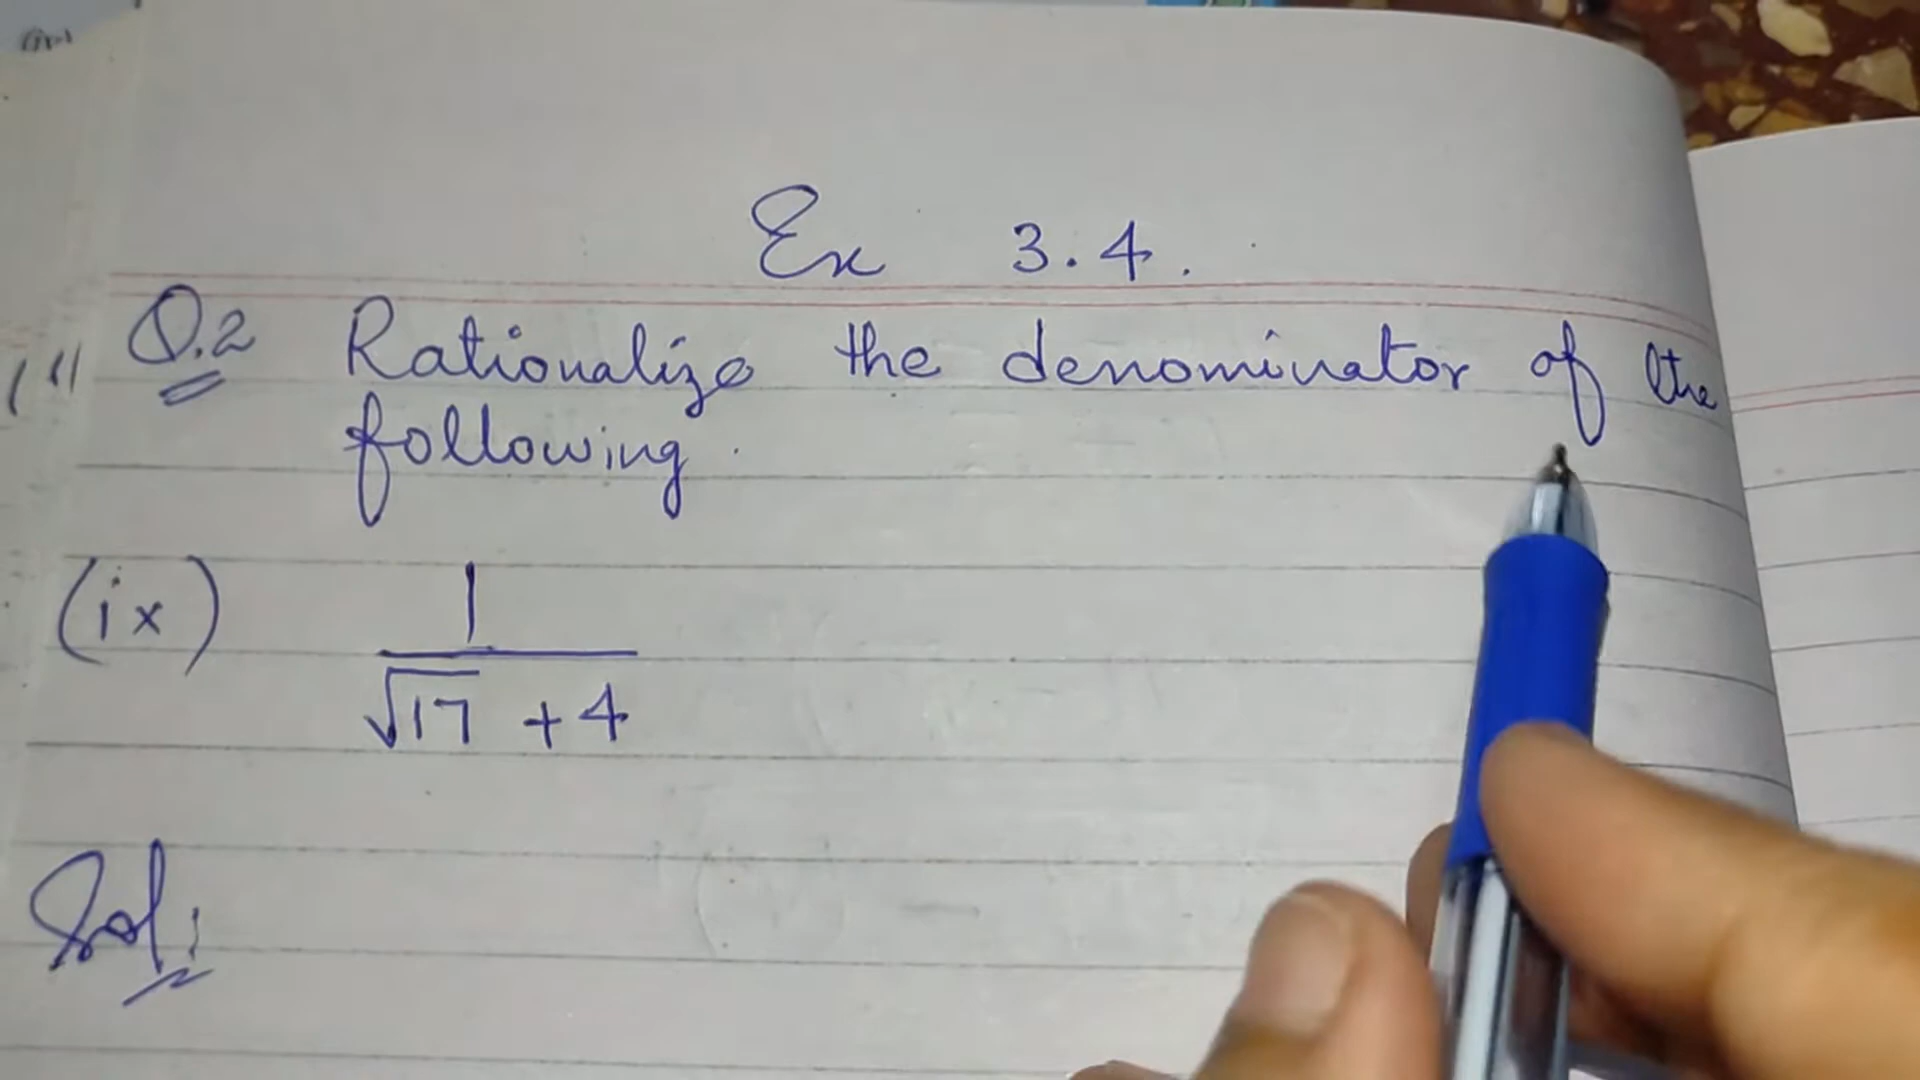 Ex 3.4.
Q.2 Rationalize the denominator of the
following.
(ix) 1
√17 + 4
Sol: